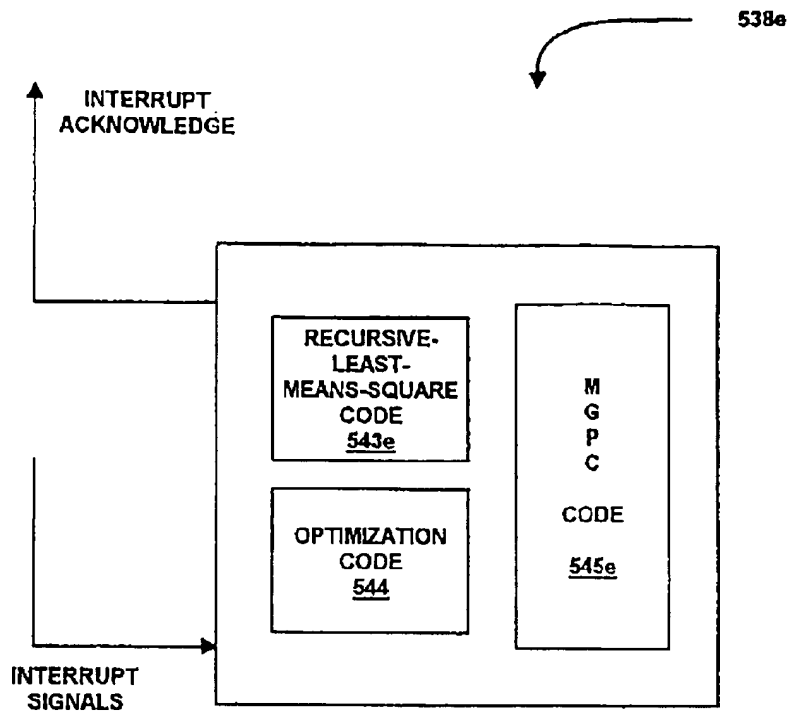 538e
INTERRUPT
ACKNOWLEDGE
RECURSIVE-
LEAST-
MEANS-SQUARE
CODE
543e
OPTIMIZATION
CODE
544
M
G
P
C
CODE
545e
INTERRUPT
SIGNALS